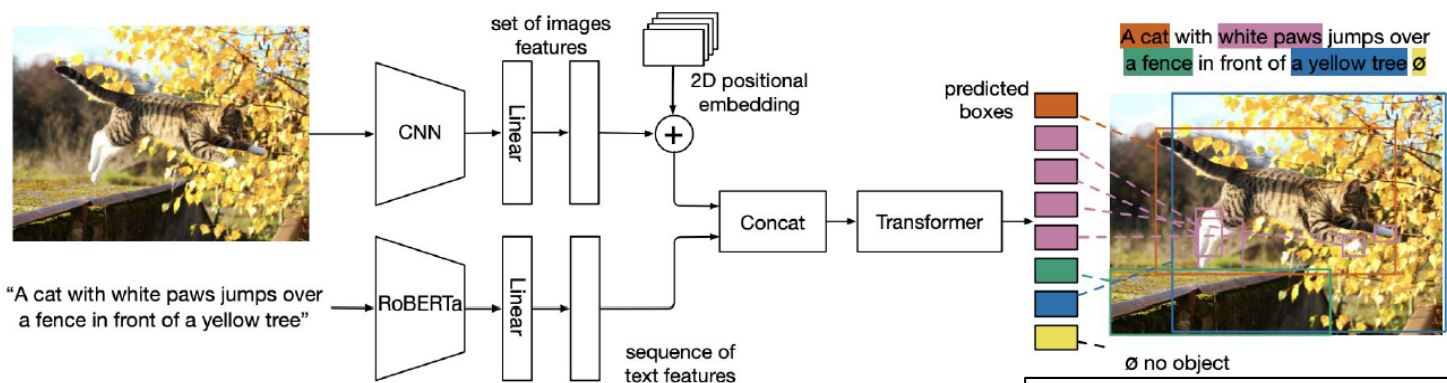 set of images
features
2D positional
embedding
CNN
Linear
+
predicted
boxes
A cat with white paws jumps over
a fence in front of a yellow tree ø
Concat
Transformer
"A cat with white paws jumps over
a fence in front of a yellow tree"
RoBERTa
Linear
sequence of
text features
ø no object